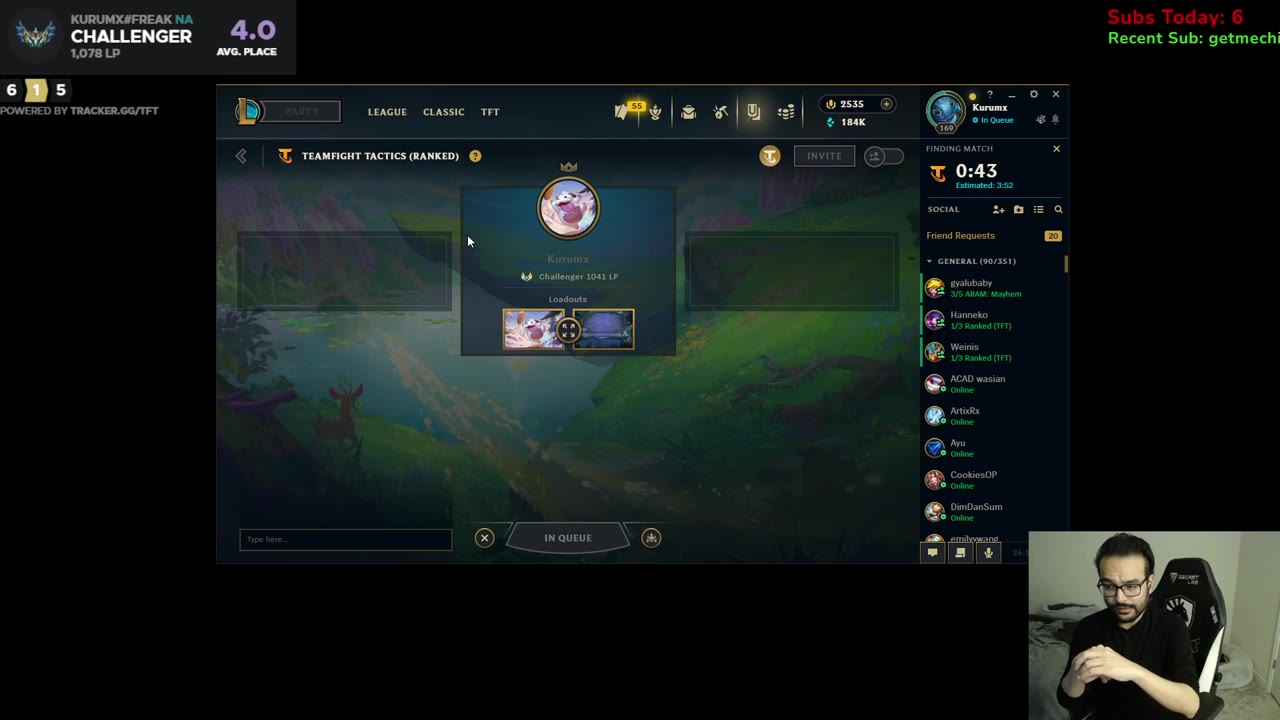 KURUMX#FREAK NA
CHALLENGER
1,078 LP
4.0
AVG. PLACE
6 1 5
POWERED BY TRACKER.GG/TFT
Subs Today: 6
Recent Sub: getmechi
PARTY
LEAGUE
CLASSIC
TFT
55
2535
184K
169
Kurumx
In Queue
TEAMFIGHT TACTICS (RANKED)
INVITE
Kurumx
Challenger 1041 LP
Loadouts
Type here...
IN QUEUE
FINDING MATCH
0:43
Estimated: 3:52
SOCIAL
Friend Requests
20
GENERAL (90/351)
gyalubaby
3/5 ARAM: Mayhem
Hanneko
1/3 Ranked (TFT)
Weinis
1/3 Ranked (TFT)
ACAD wasian
Online
ArtixRx
Online
Ayu
Online
CookiesOP
Online
DimDanSum
Online
emilyywang
SECRET LAB